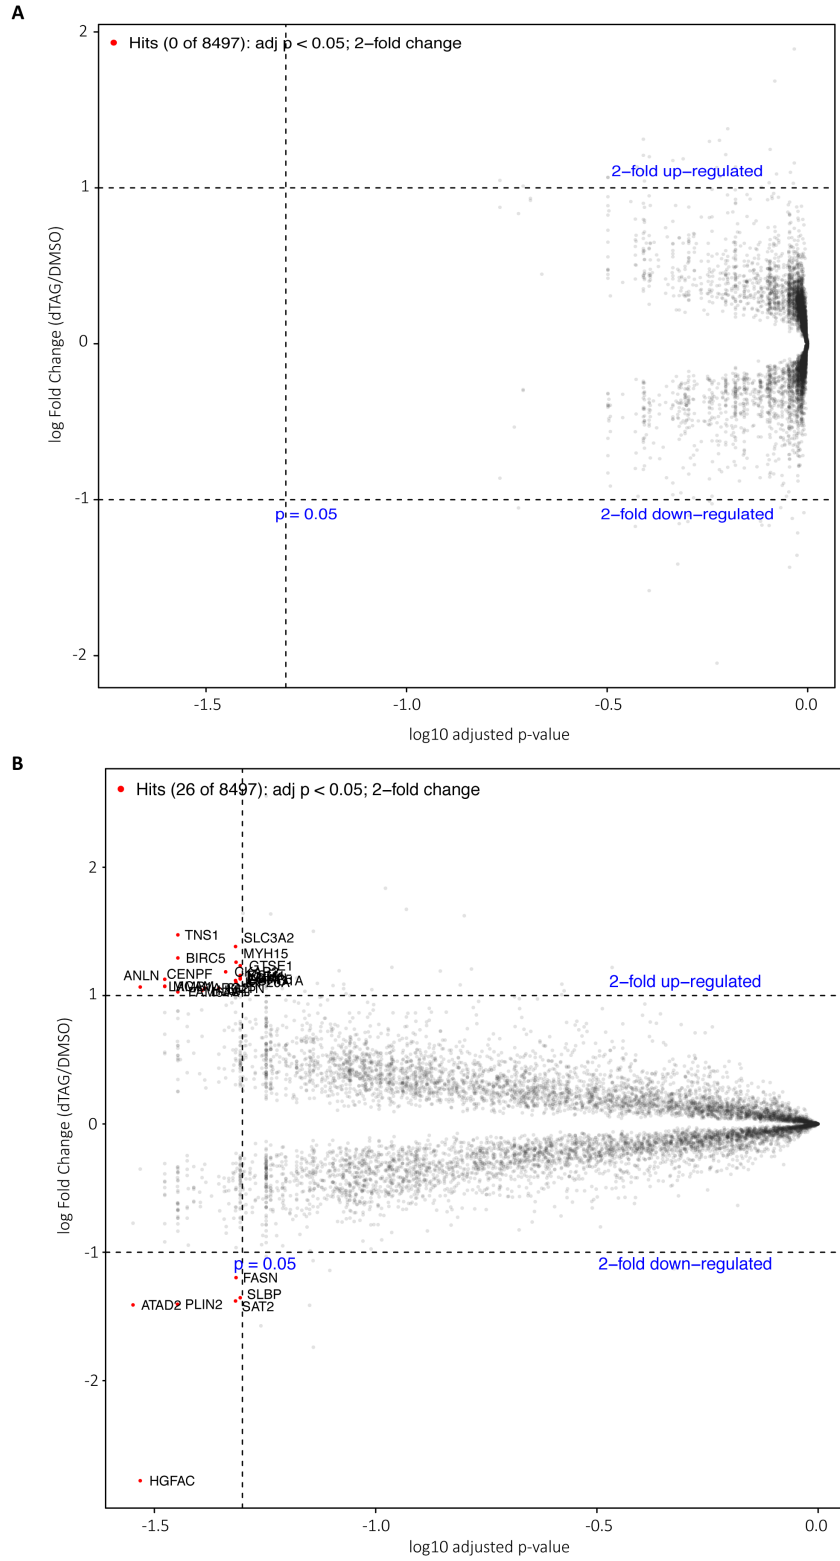 A
2
Hits (0 of 8497): adj p < 0.05; 2-fold change
2−fold up−regulated
1
log Fold Change (dTAG/DMSO)
0
-1
p = 0.05
2−fold down−regulated
-2
-1.5
-1.0
-0.5
0.0
log10 adjusted p-value
B
Hits (26 of 8497): adj p < 0.05; 2-fold change
2
TNS1
SLC3A2
BIRC5
MYH15
GTSE1
ANLN
CENPF
2−fold up−regulated
1
log Fold Change (dTAG/DMSO)
0
-1
p = 0.05
2−fold down−regulated
FASN
SLBP
ATAD2
PLIN2
SAT2
-2
HGFAC
-1.5
-1.0
-0.5
0.0
log10 adjusted p-value